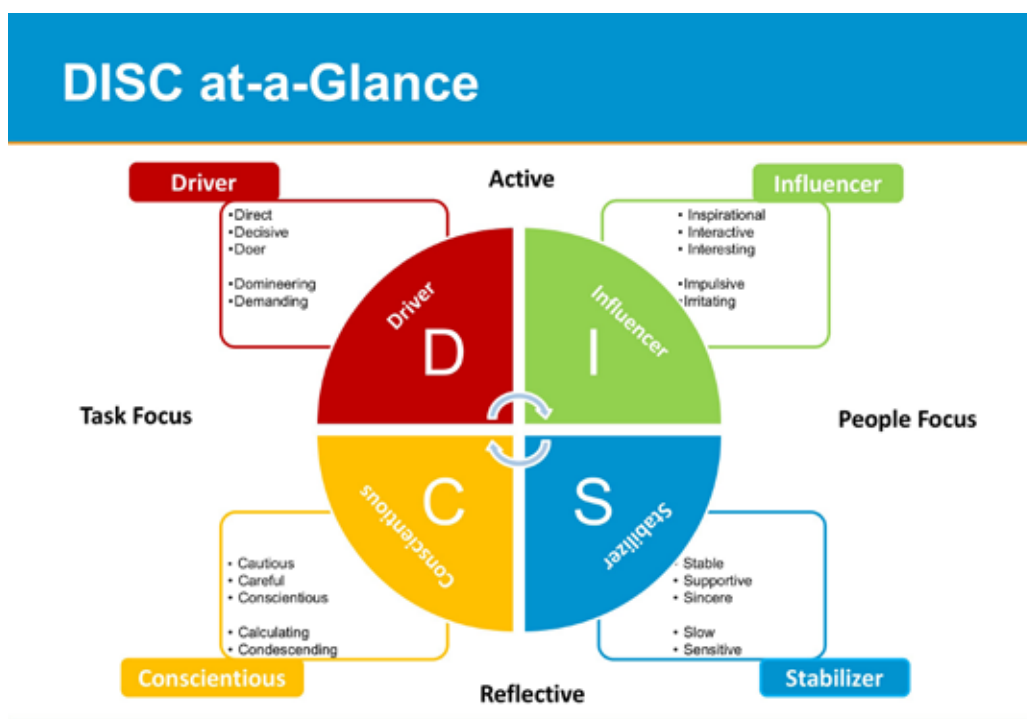 DISC at-a-Glance
Driver
Active
Influencer
•Direct
•Decisive
•Doer
•Domineering
•Demanding
• Inspirational
• Interactive
• Interesting
•Impulsive
•Irritating
Driver
D
Influencer
I
Task Focus
People Focus
Conscientious
C
Stabilizer
S
• Cautious
• Careful
• Conscientious
• Calculating
• Condescending
• Stable
• Supportive
• Sincere
• Slow
• Sensitive
Conscientious
Reflective
Stabilizer